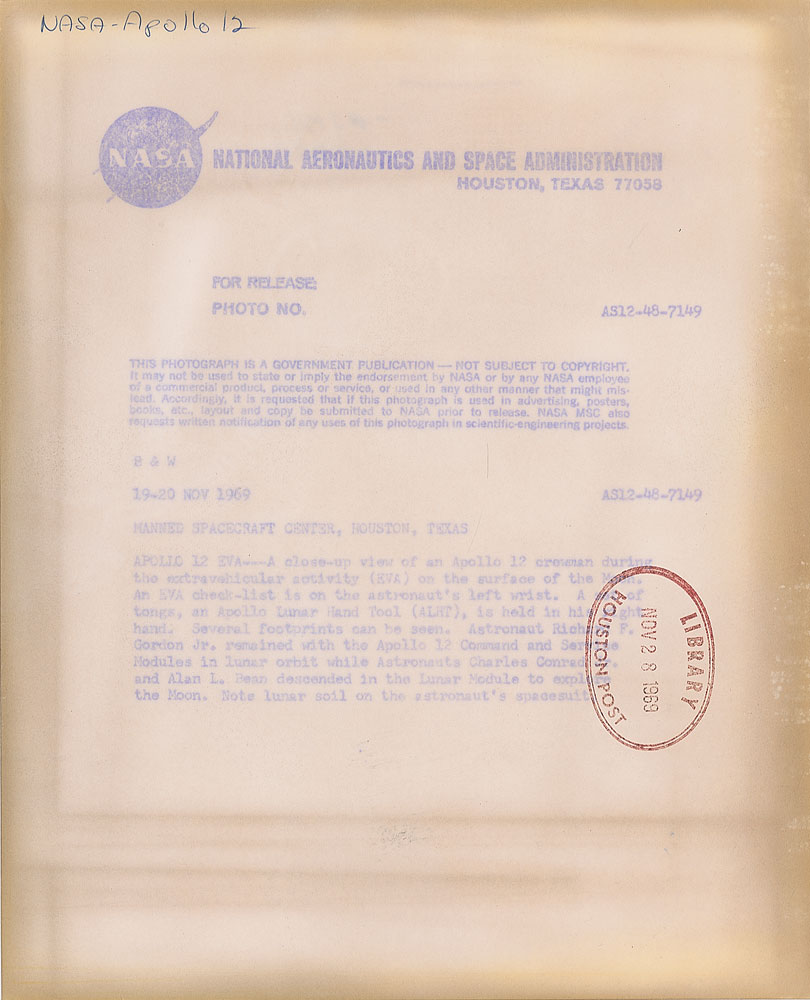 NASA-Apollo 12
NASA NATIONAL AERONAUTICS AND SPACE ADMINISTRATION
HOUSTON, TEXAS 77058
FOR RELEASE:
PHOTO NO. AS12-48-7149
THIS PHOTOGRAPH IS A GOVERNMENT PUBLICATION — NOT SUBJECT TO COPYRIGHT.
It may not be used to state or imply the endorsement by NASA or by any NASA employee
of a commercial product, process or service, or used in any other manner that might mis-
lead. Accordingly, it is requested that if this photograph is used in advertising, posters,
books, etc., layout and copy be submitted to NASA prior to release. NASA MSC also
requests written notification of any uses of this photograph in scientific-engineering projects.
B & W
19-20 NOV 1969 AS12-48-7149
MANNED SPACECRAFT CENTER, HOUSTON, TEXAS
APOLLO 12 EVA---A close-up view of an Apollo 12 crewman during
the extravehicular activity (EVA) on the surface of the Moon.
An EVA check-list is on the astronaut's left wrist. A set of
tongs, an Apollo Lunar Hand Tool (ALHT), is held in his right
hand. Several footprints can be seen. Astronaut Richard F.
Gordon Jr. remained with the Apollo 12 Command and Service
Modules in lunar orbit while Astronauts Charles Conrad Jr.
and Alan L. Bean descended in the Lunar Module to explore
the Moon. Note lunar soil on the astronaut's spacesuit
LIBRARY
NOV 28 1969
HOUSTON POST